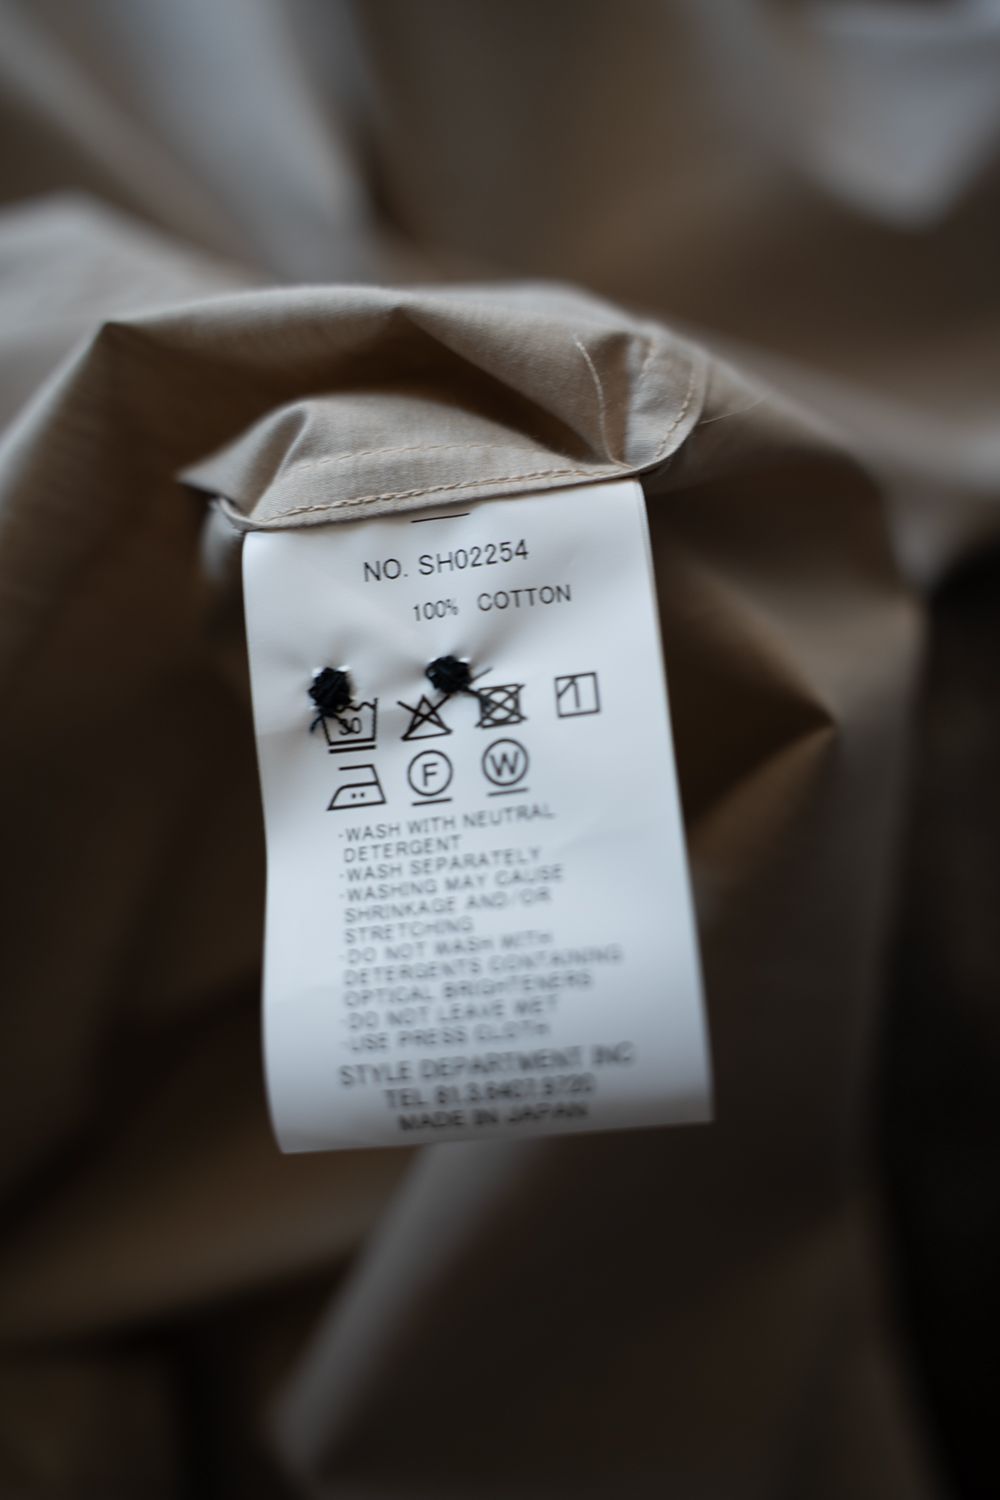 NO. SH02254
100% COTTON
30
F W
·WASH WITH NEUTRAL
DETERGENT
·WASH SEPARATELY
·WASHING MAY CAUSE
SHRINKAGE AND/OR
STRETCHING
·DO NOT WASH WITH
DETERGENTS CONTAINING
OPTICAL BRIGHTENERS
·DO NOT LEAVE WET
·USE PRESS CLOTH
STYLE DEPARTMENT INC
TEL
MADE IN JAPAN